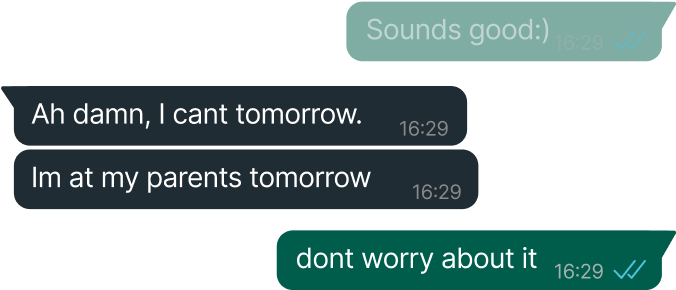 Sounds good:) 16:29
Ah damn, I cant tomorrow. 16:29
Im at my parents tomorrow 16:29
dont worry about it 16:29